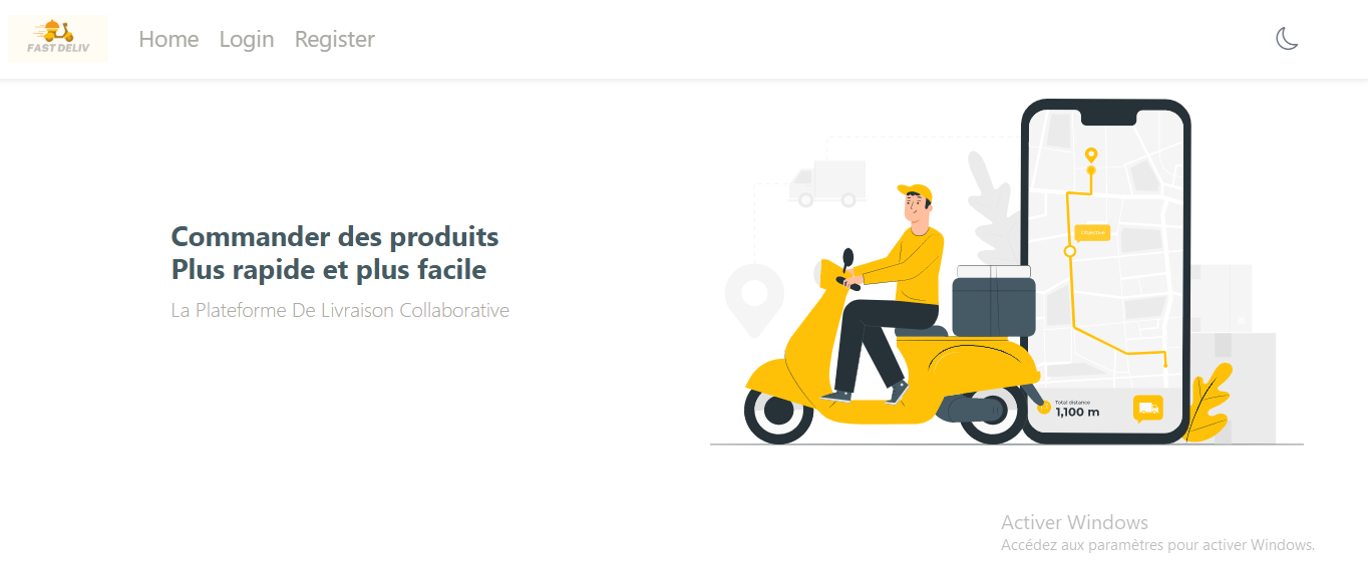 FAST DELIV
Home Login Register
Commander des produits
Plus rapide et plus facile
La Plateforme De Livraison Collaborative
Total distance
1,100 m
Activer Windows
Accédez aux paramètres pour activer Windows.